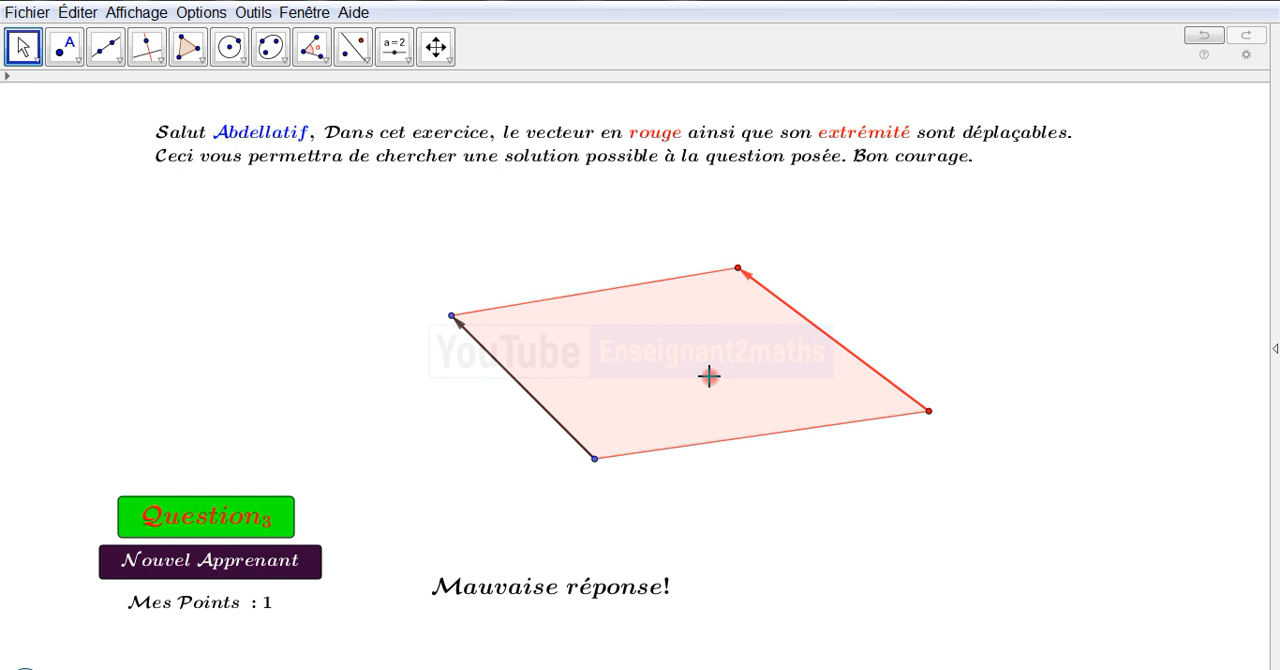 Fichier Éditer Affichage Options Outils Fenêtre Aide
A
α
a=2
Salut Abdellatif, Dans cet exercice, le vecteur en rouge ainsi que son extrémité sont déplaçables.
Ceci vous permettra de chercher une solution possible à la question posée. Bon courage.
YouTube Enseignant2maths
Question₃
Nouvel Apprenant
Mes Points : 1
Mauvaise réponse!